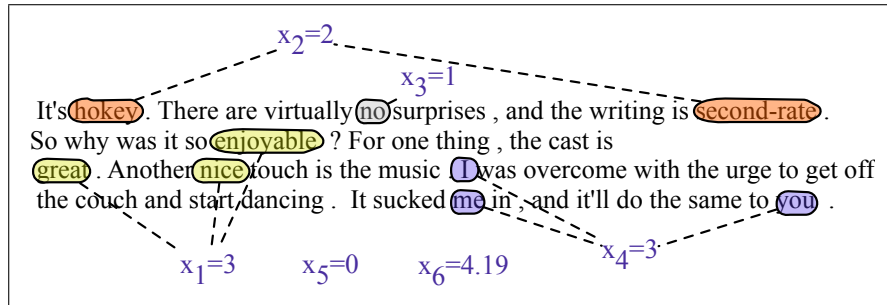 x2=2
x3=1
It's hokey . There are virtually no surprises , and the writing is second-rate .
So why was it so enjoyable ? For one thing , the cast is
great . Another nice touch is the music . I was overcome with the urge to get off
the couch and start dancing . It sucked me in , and it'll do the same to you .
x1=3 x5=0 x6=4.19 x4=3